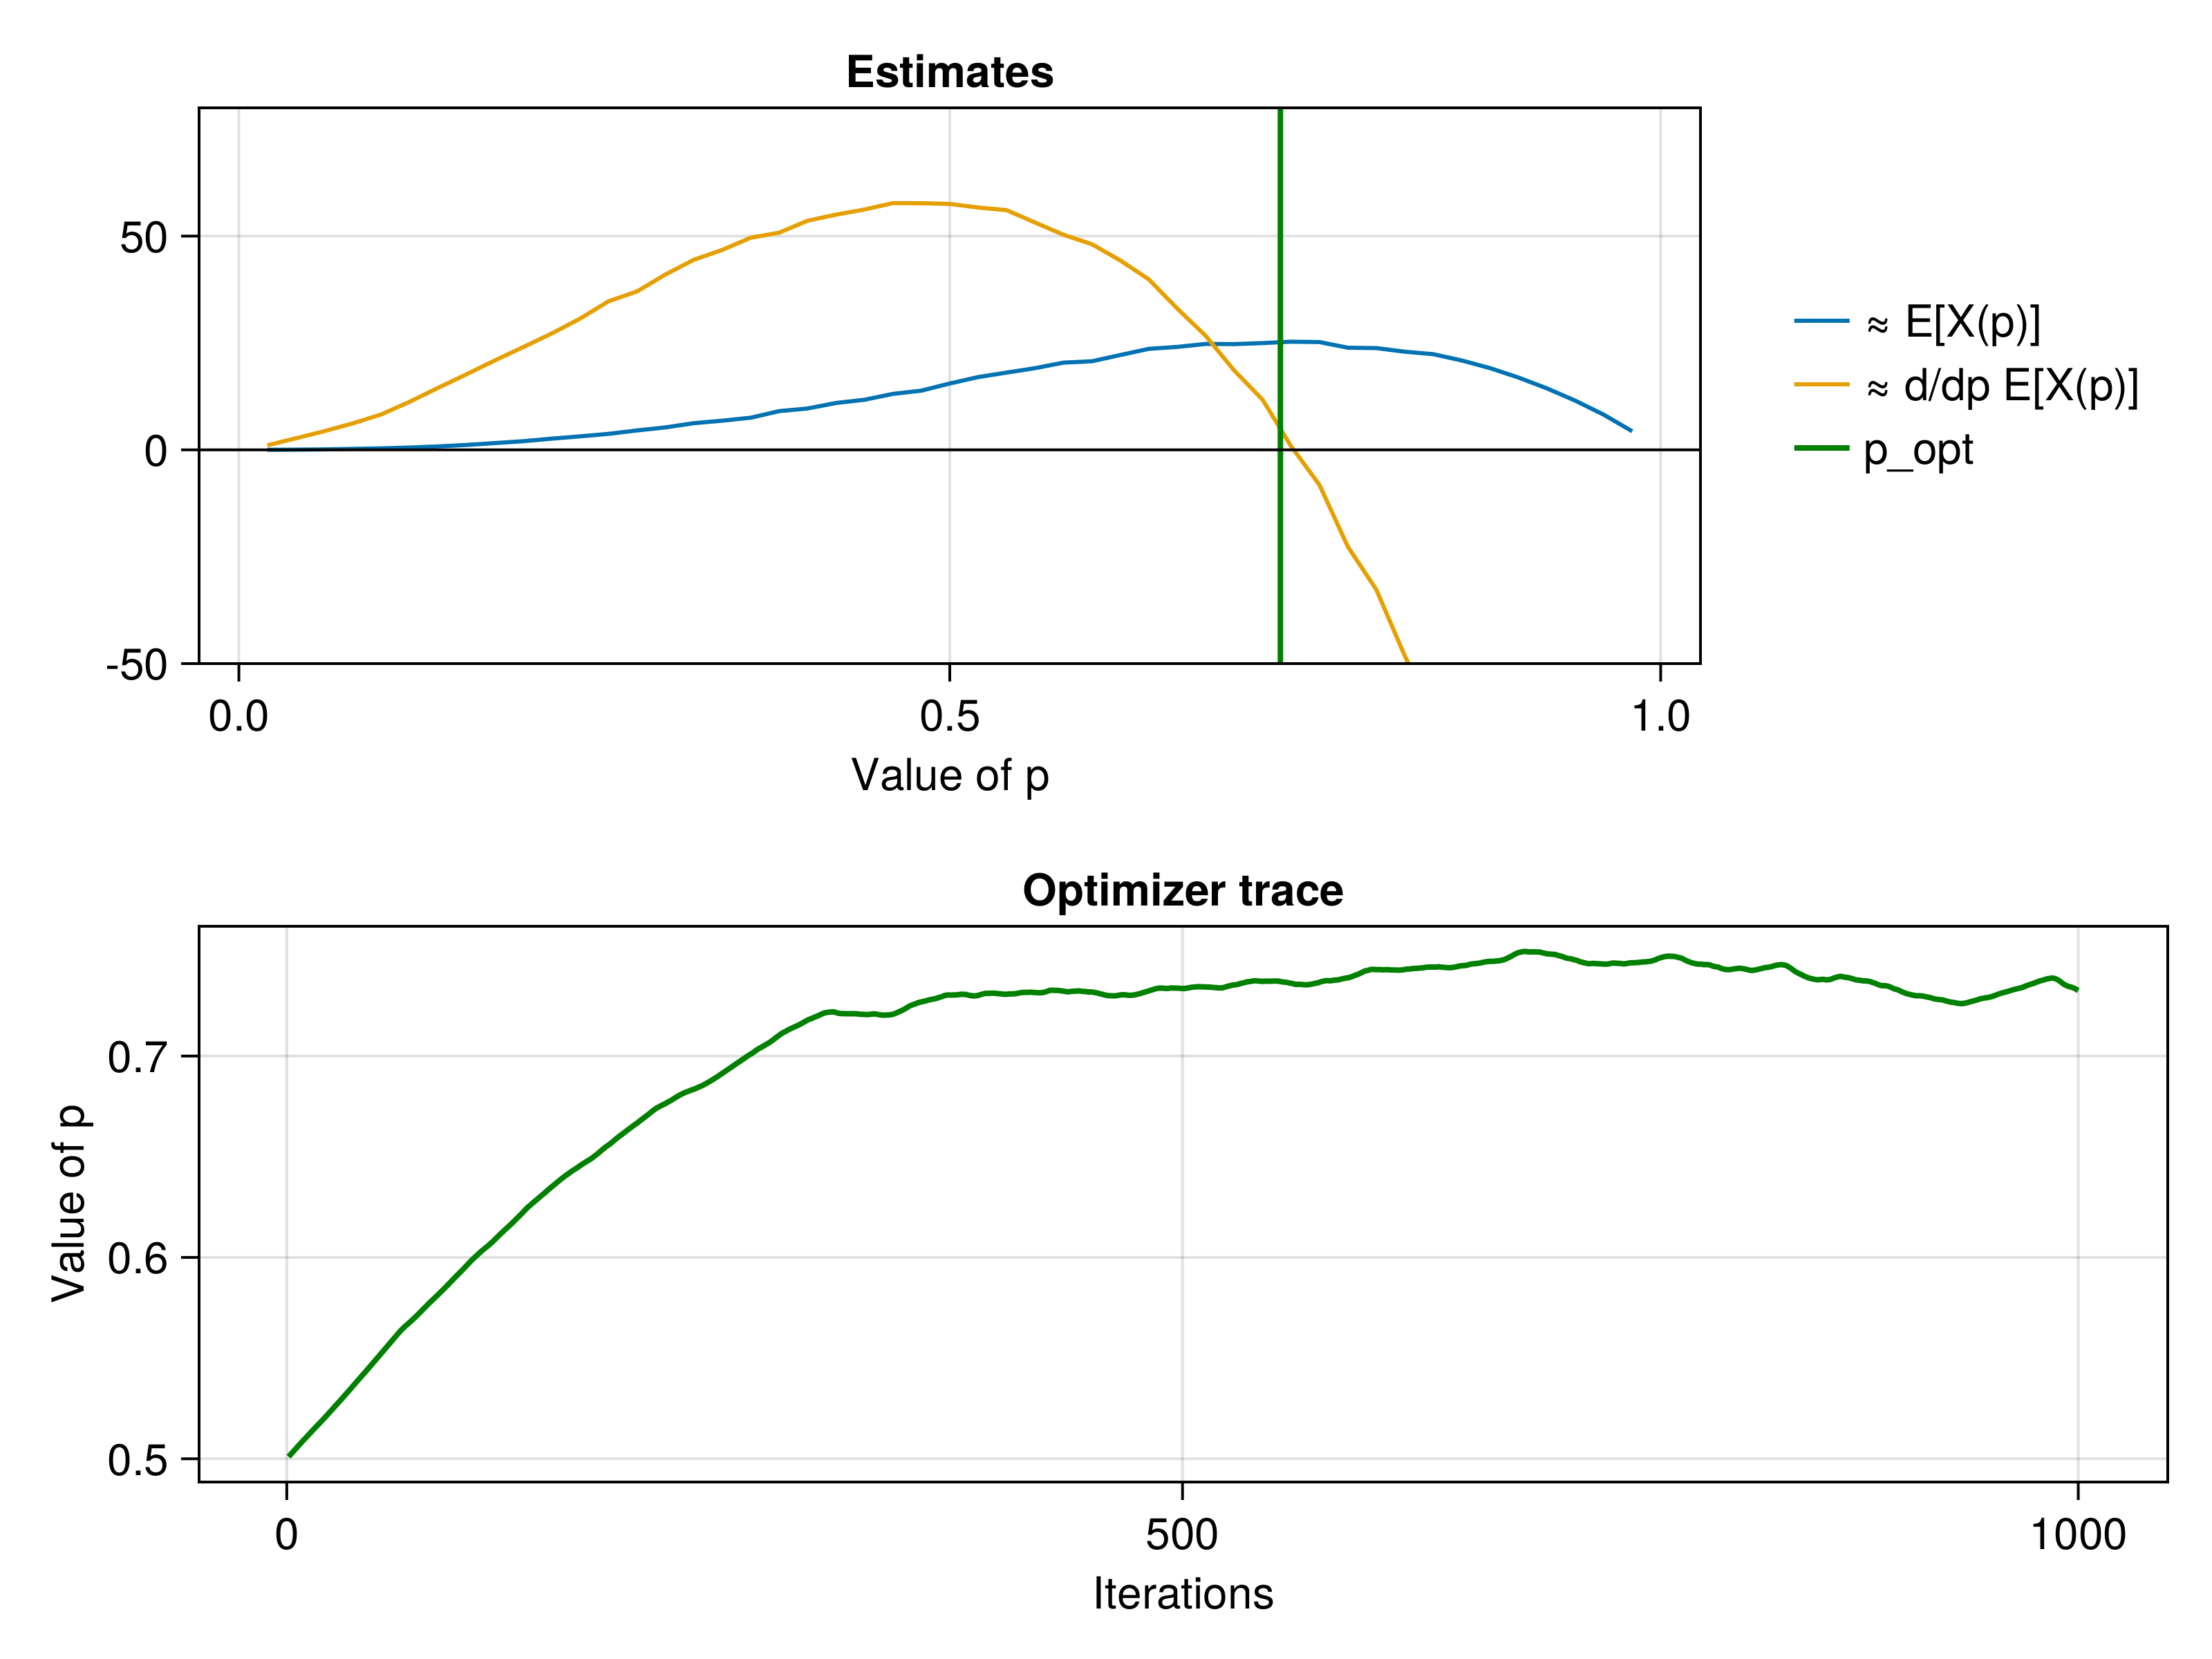 Estimates
50
0
-50
0.0
0.5
1.0
Value of p
≈ E[X(p)]
≈ d/dp E[X(p)]
p_opt
Optimizer trace
Value of p
0.7
0.6
0.5
0
500
1000
Iterations